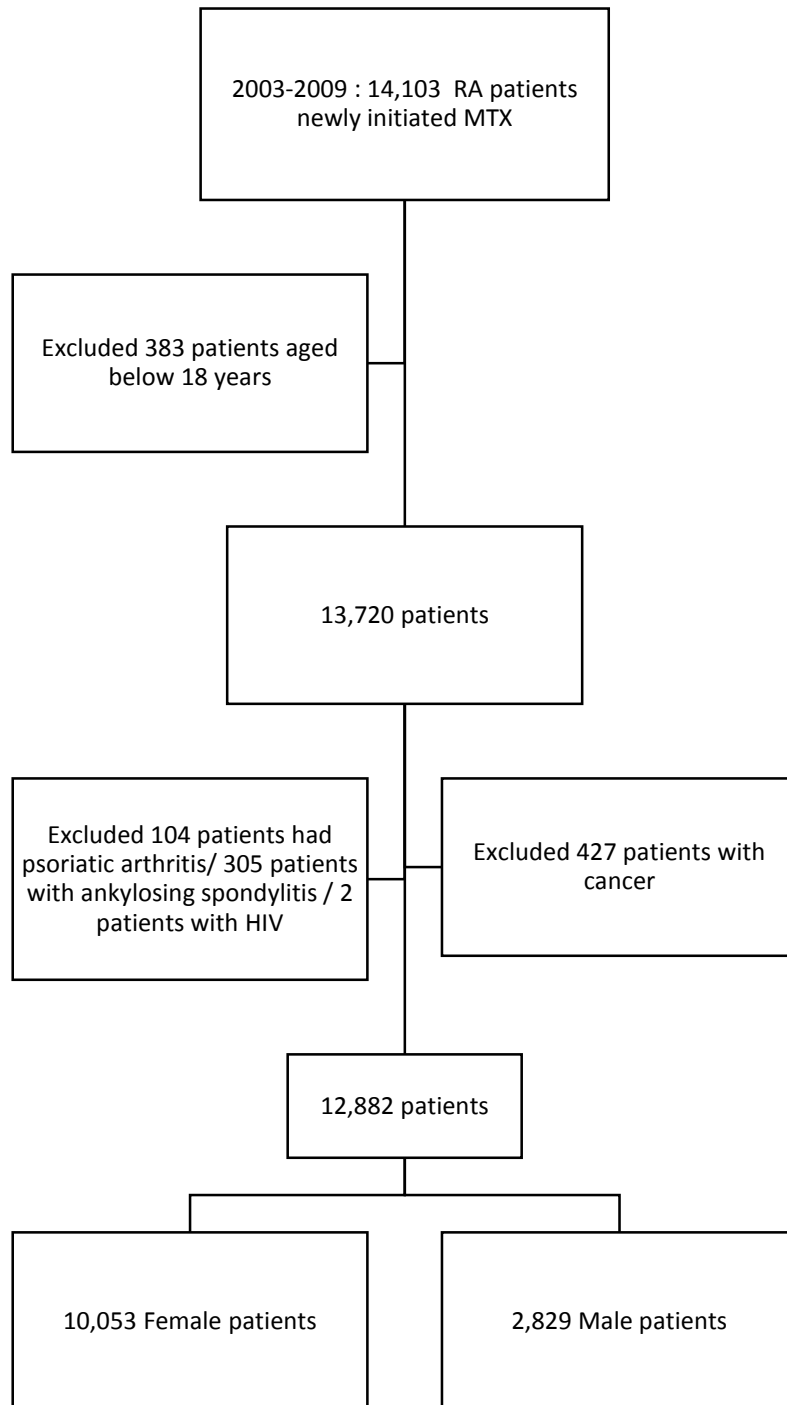 2003-2009 : 14,103  RA patients
newly initiated MTX
Excluded 383 patients aged
below 18 years
13,720 patients
Excluded 104 patients had
psoriatic arthritis/ 305 patients
with ankylosing spondylitis / 2
patients with HIV
Excluded 427 patients with
cancer
12,882 patients
10,053 Female patients
2,829 Male patients